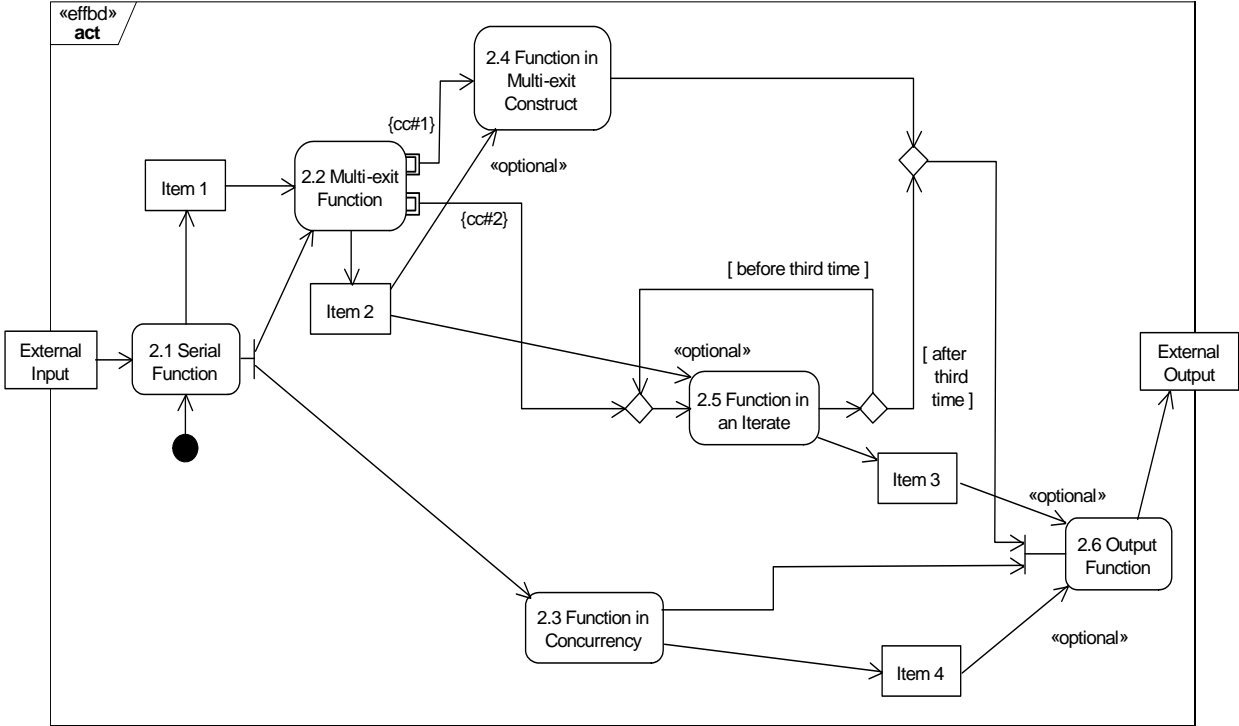 «effbd»
act
2.4 Function in
Multi-exit
Construct
{cc#1}
«optional»
2.2 Multi-exit
Function
Item 1
{cc#2}
[ before third time ]
Item 2
External
Input
2.1 Serial
Function
«optional»
[ after
third
time ]
External
Output
2.5 Function in
an Iterate
Item 3
«optional»
2.6 Output
Function
2.3 Function in
Concurrency
«optional»
Item 4